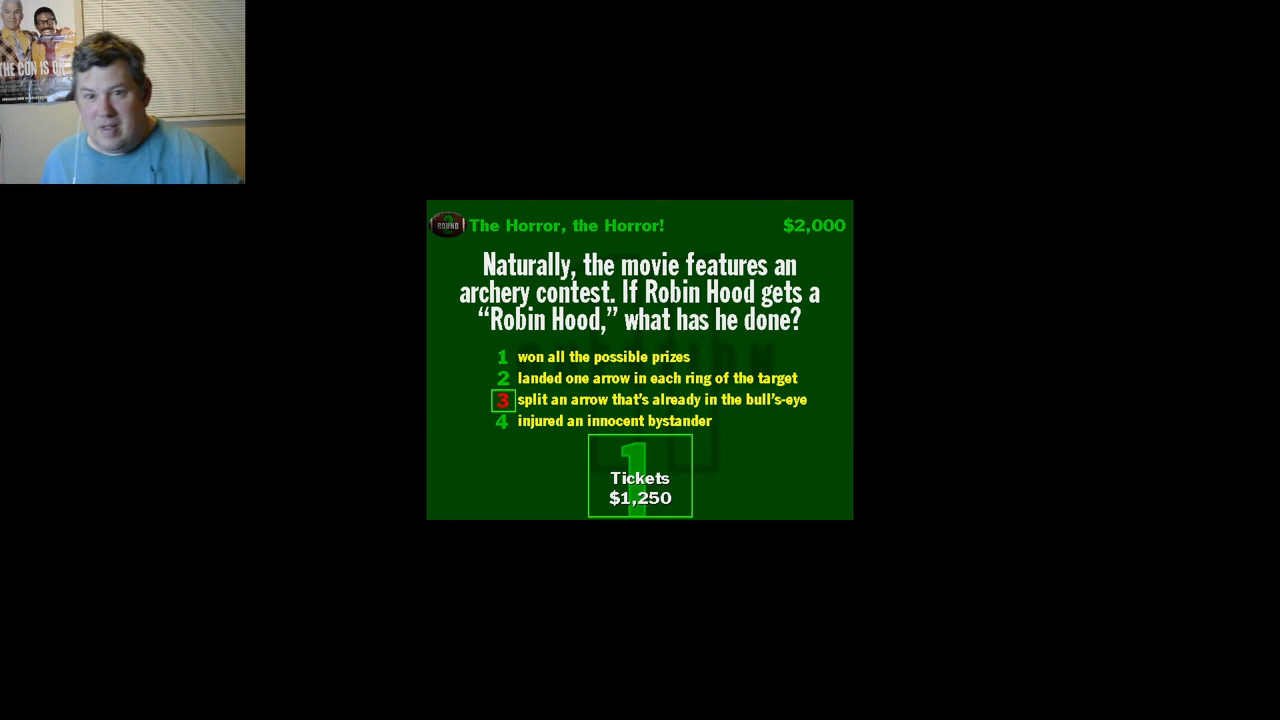 THE CON IS O
2
ROUND
The Horror, the Horror!
$2,000
Naturally, the movie features an
archery contest. If Robin Hood gets a
“Robin Hood,” what has he done?
1 won all the possible prizes
2 landed one arrow in each ring of the target
3 split an arrow that's already in the bull's-eye
4 injured an innocent bystander
1
Tickets
$1,250